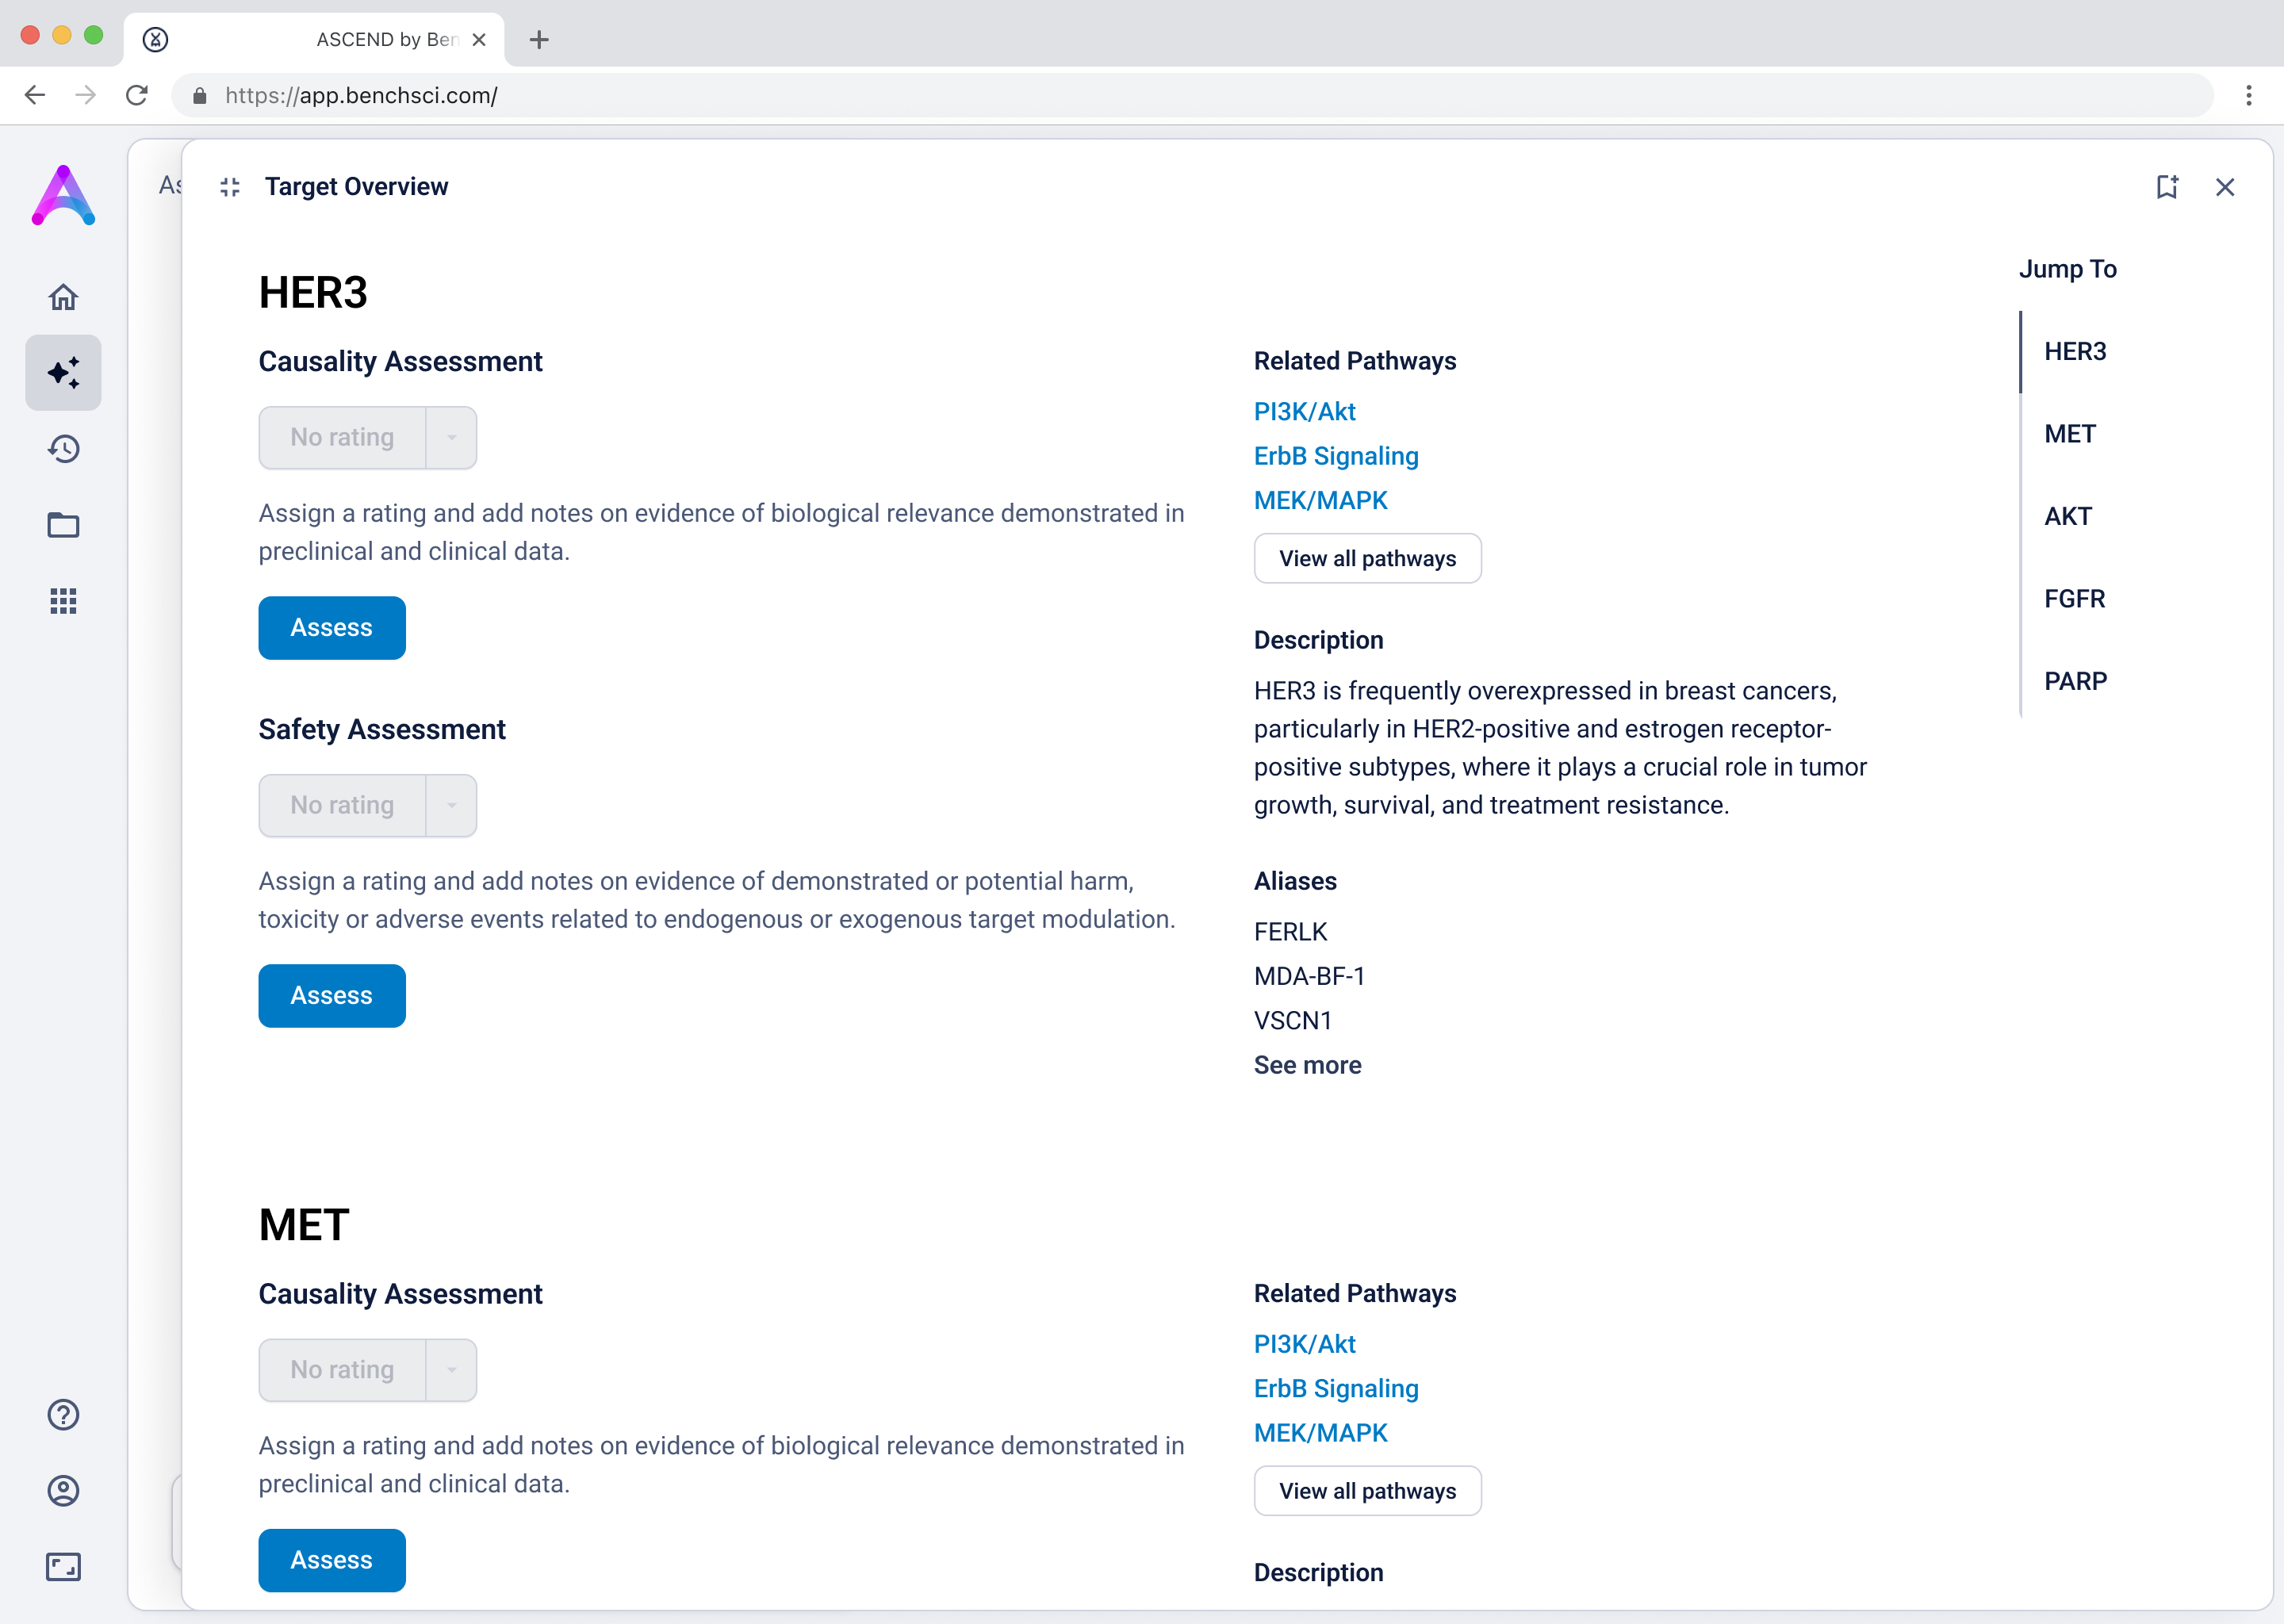 ASCEND by Ben
https://app.benchsci.com/
As
Target Overview
HER3
Causality Assessment
No rating
Assign a rating and add notes on evidence of biological relevance demonstrated in
preclinical and clinical data.
Assess
Safety Assessment
No rating
Assign a rating and add notes on evidence of demonstrated or potential harm,
toxicity or adverse events related to endogenous or exogenous target modulation.
Assess
Related Pathways
PI3K/Akt
ErbB Signaling
MEK/MAPK
View all pathways
Description
HER3 is frequently overexpressed in breast cancers,
particularly in HER2-positive and estrogen receptor-
positive subtypes, where it plays a crucial role in tumor
growth, survival, and treatment resistance.
Aliases
FERLK
MDA-BF-1
VSCN1
See more
Jump To
HER3
MET
AKT
FGFR
PARP
MET
Causality Assessment
No rating
Assign a rating and add notes on evidence of biological relevance demonstrated in
preclinical and clinical data.
Assess
Related Pathways
PI3K/Akt
ErbB Signaling
MEK/MAPK
View all pathways
Description